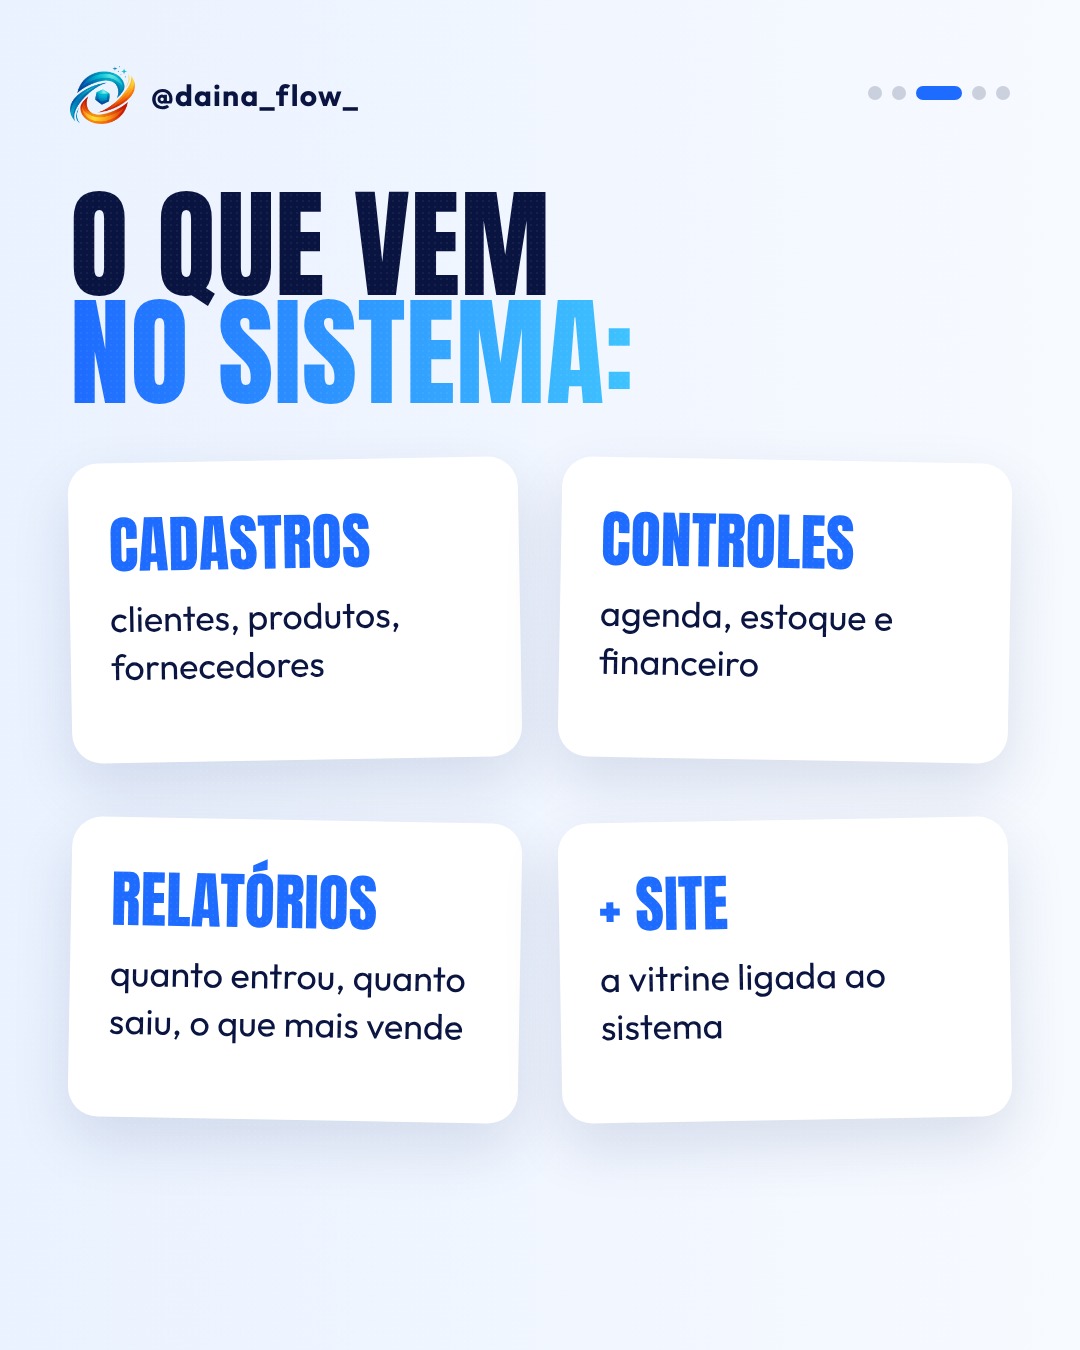 @daina_flow_
O QUE VEM
NO SISTEMA:
CADASTROS
clientes, produtos,
fornecedores
CONTROLES
agenda, estoque e
financeiro
RELATÓRIOS
quanto entrou, quanto
saiu, o que mais vende
+ SITE
a vitrine ligada ao
sistema